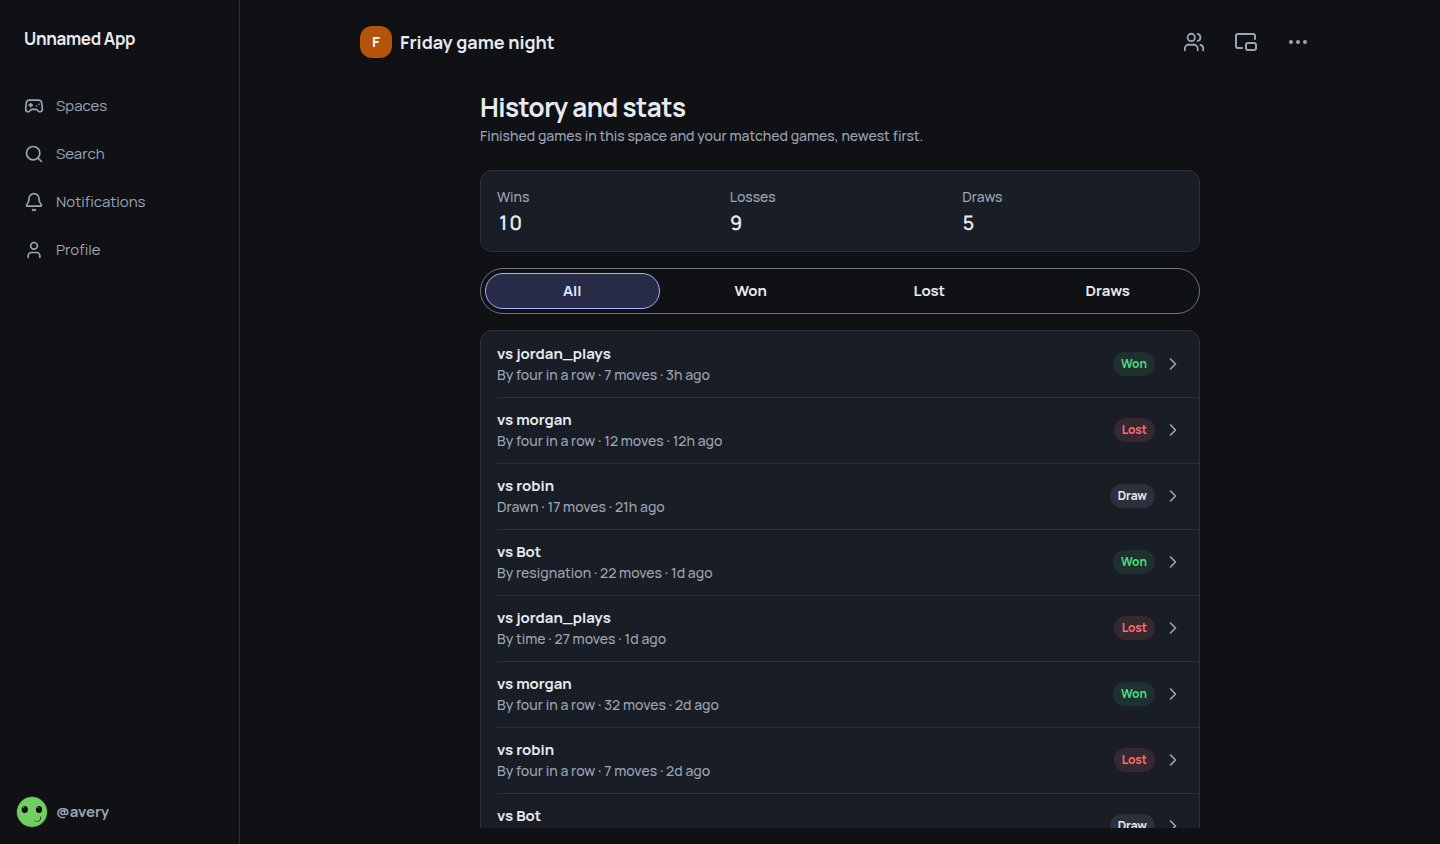 Unnamed App
Spaces
Search
Notifications
Profile
@avery
F
Friday game night
History and stats
Finished games in this space and your matched games, newest first.
Wins
10
Losses
9
Draws
5
All
Won
Lost
Draws
vs jordan_plays
By four in a row · 7 moves · 3h ago
Won
vs morgan
By four in a row · 12 moves · 12h ago
Lost
vs robin
Drawn · 17 moves · 21h ago
Draw
vs Bot
By resignation · 22 moves · 1d ago
Won
vs jordan_plays
By time · 27 moves · 1d ago
Lost
vs morgan
By four in a row · 32 moves · 2d ago
Won
vs robin
By four in a row · 7 moves · 2d ago
Lost
vs Bot
Draw